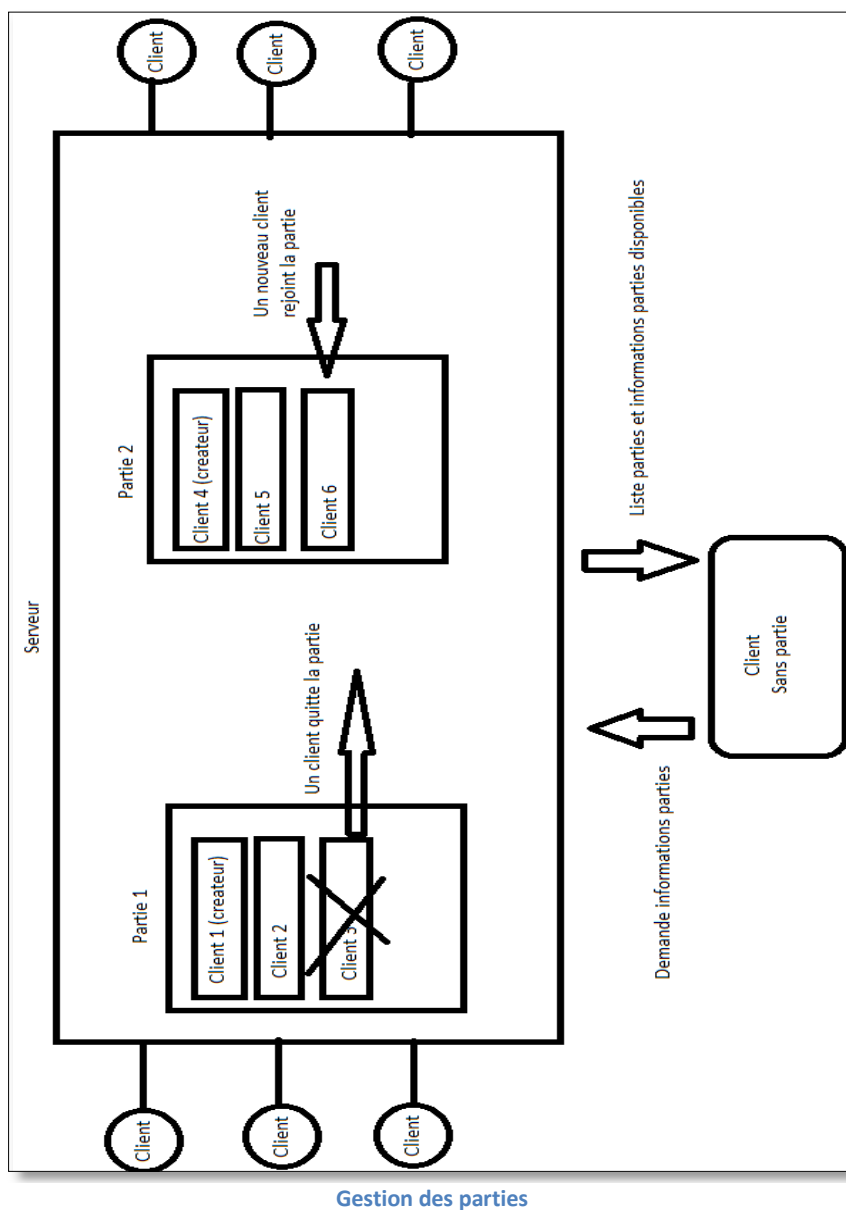 Serveur
Client
Client
Client
Partie 1
Client 1 (createur)
Client 2
Client 3
Un client quitte la partie
Partie 2
Client 4 (createur)
Client 5
Client 6
Un nouveau client
rejoint la partie
Client
Client
Client
Demande informations parties
Liste parties et informations parties disponibles
Client
Sans partie
Gestion des parties